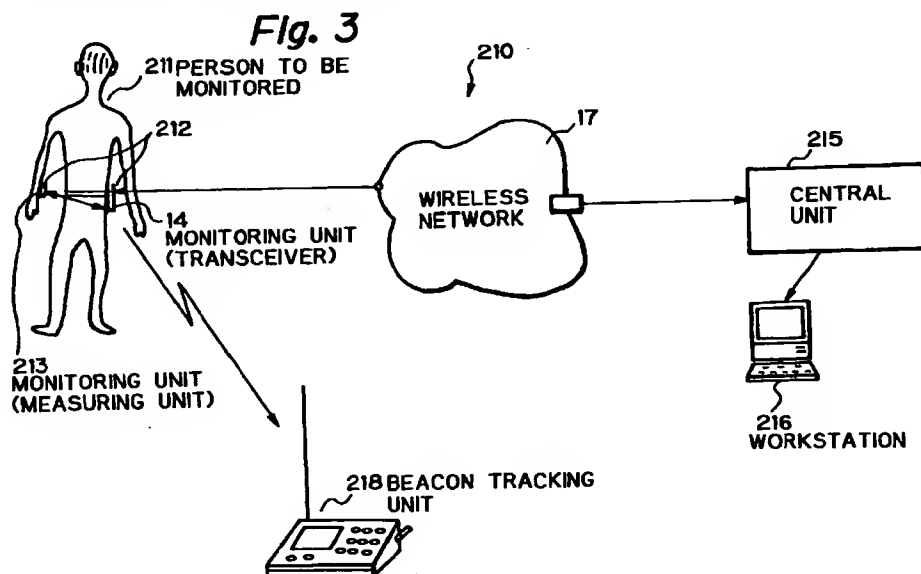 Fig. 3
211 PERSON TO BE
MONITORED
210
212
17
215
CENTRAL
UNIT
WIRELESS
NETWORK
14
MONITORING UNIT
(TRANSCEIVER)
213
MONITORING UNIT
(MEASURING UNIT)
216
WORKSTATION
218 BEACON TRACKING
UNIT